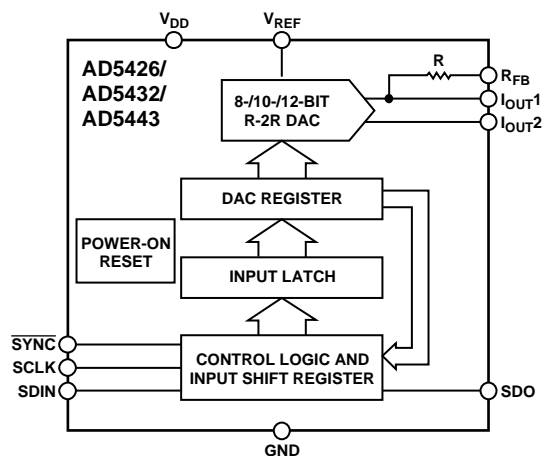 VDD
VREF
AD5426/
AD5432/
AD5443
R
RFB
8-/10-/12-BIT
R-2R DAC
IOUT1
IOUT2
DAC REGISTER
POWER-ON
RESET
INPUT LATCH
SYNC
SCLK
SDIN
CONTROL LOGIC AND
INPUT SHIFT REGISTER
SDO
GND